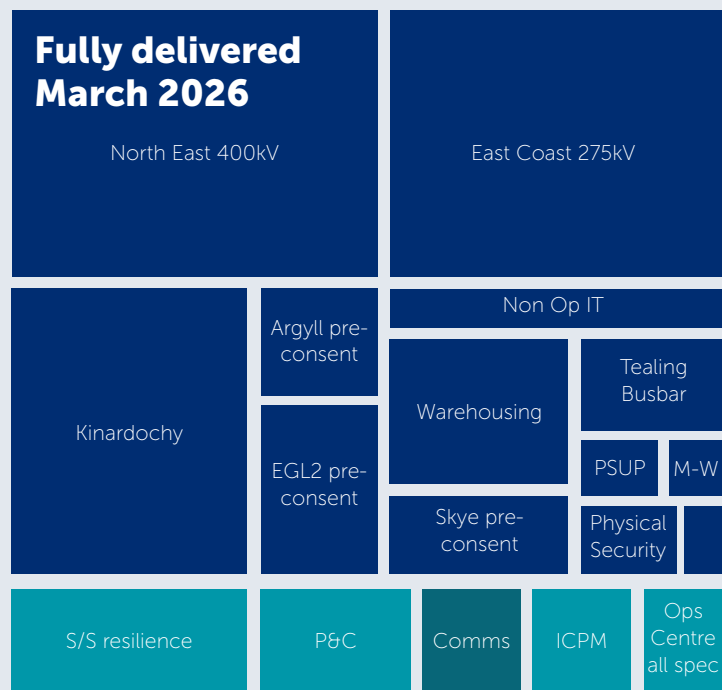 Fully delivered
March 2026
North East 400kV
East Coast 275kV
Kinardochy
Argyll pre-
consent
EGL2 pre-
consent
Non Op IT
Warehousing
Tealing
Busbar
PSUP
M-W
Skye pre-
consent
Physical
Security
S/S resilience
P&C
Comms
ICPM
Ops
Centre
all spec